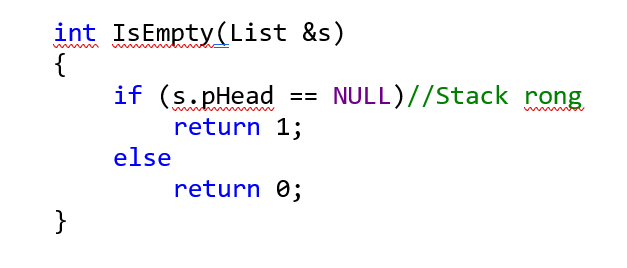 int IsEmpty(List &s)
{
if (s.pHead == NULL)//Stack rong
return 1;
else
return 0;
}